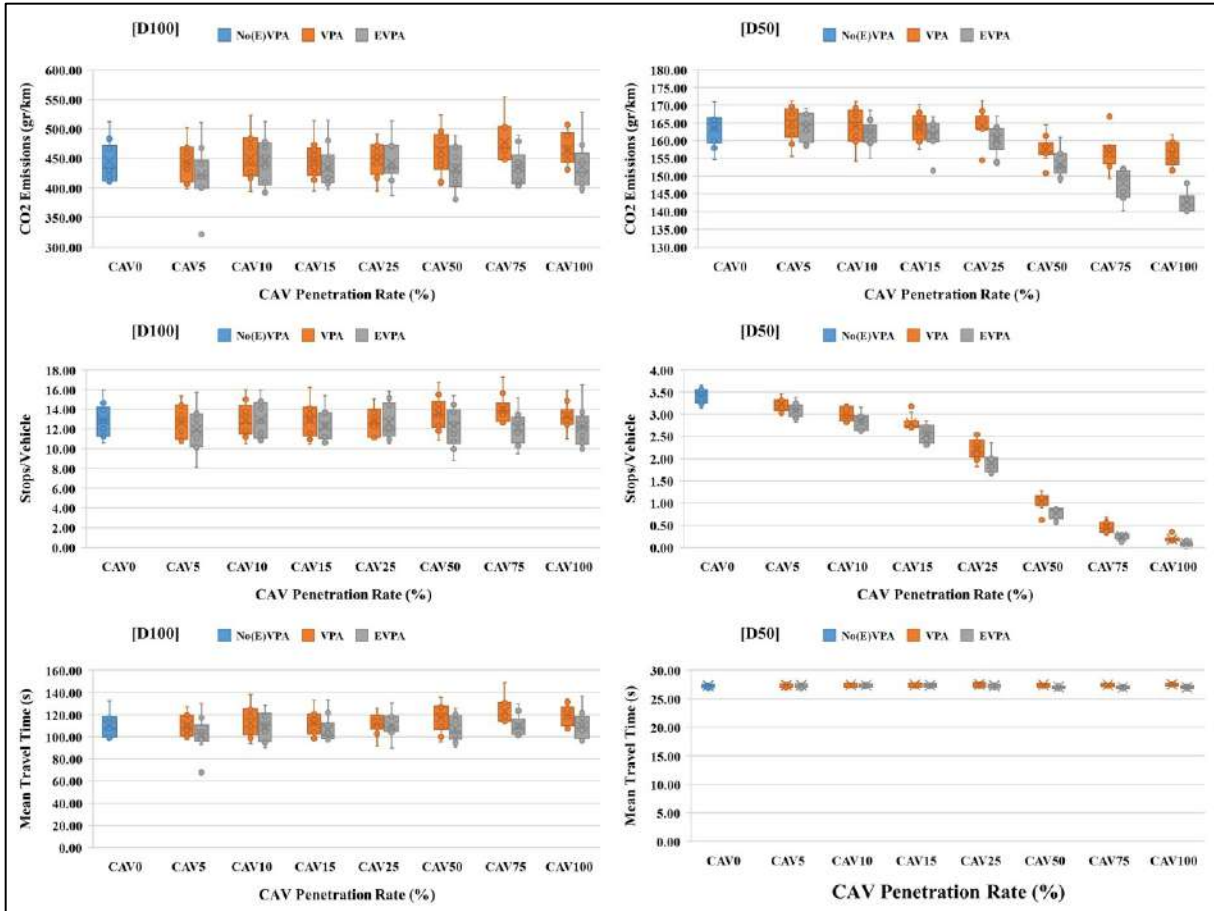 [D100]
No(E)VPA VPA EVPA
CO2 Emissions (gr/km)
600.00
550.00
500.00
450.00
400.00
350.00
300.00
CAV0 CAV5 CAV10 CAV15 CAV25 CAV50 CAV75 CAV100
CAV Penetration Rate (%)
[D50]
No(E)VPA VPA EVPA
CO2 Emissions (gr/km)
180.00
175.00
170.00
165.00
160.00
155.00
150.00
145.00
140.00
135.00
130.00
CAV0 CAV5 CAV10 CAV15 CAV25 CAV50 CAV75 CAV100
CAV Penetration Rate (%)
[D100]
No(E)VPA VPA EVPA
Stops/Vehicle
18.00
16.00
14.00
12.00
10.00
8.00
6.00
4.00
2.00
0.00
CAV0 CAV5 CAV10 CAV15 CAV25 CAV50 CAV75 CAV100
CAV Penetration Rate (%)
[D50]
No(E)VPA VPA EVPA
Stops/Vehicle
4.00
3.50
3.00
2.50
2.00
1.50
1.00
0.50
0.00
CAV0 CAV5 CAV10 CAV15 CAV25 CAV50 CAV75 CAV100
CAV Penetration Rate (%)
[D100]
No(E)VPA VPA EVPA
Mean Travel Time (s)
160.00
140.00
120.00
100.00
80.00
60.00
40.00
20.00
0.00
CAV0 CAV5 CAV10 CAV15 CAV25 CAV50 CAV75 CAV100
CAV Penetration Rate (%)
[D50]
No(E)VPA VPA EVPA
Mean Travel Time (s)
30.00
25.00
20.00
15.00
10.00
5.00
0.00
CAV0 CAV5 CAV10 CAV15 CAV25 CAV50 CAV75 CAV100
CAV Penetration Rate (%)